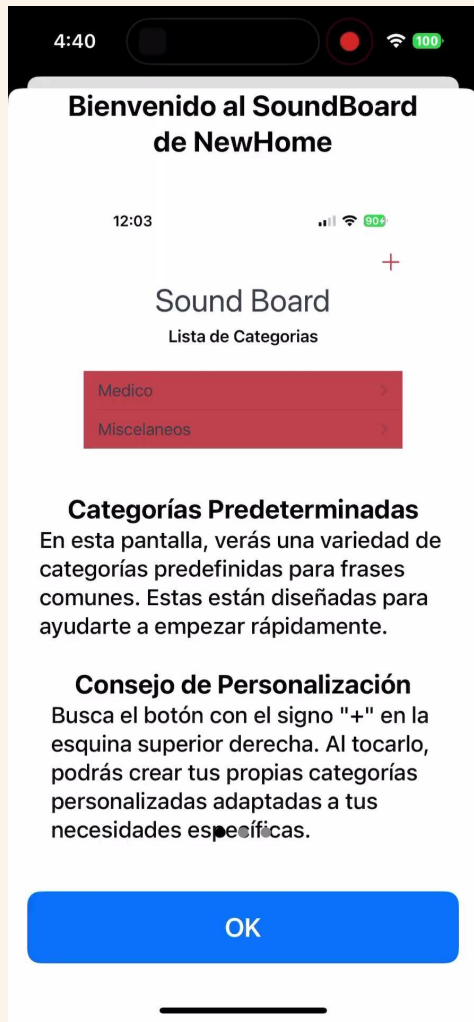 4:40
100
Bienvenido al SoundBoard
de NewHome
12:03
90
+
Sound Board
Lista de Categorias
Medico
Miscelaneos
Categorías Predeterminadas
En esta pantalla, verás una variedad de
categorías predefinidas para frases
comunes. Estas están diseñadas para
ayudarte a empezar rápidamente.
Consejo de Personalización
Busca el botón con el signo "+" en la
esquina superior derecha. Al tocarlo,
podrás crear tus propias categorías
personalizadas adaptadas a tus
necesidades específicas.
OK